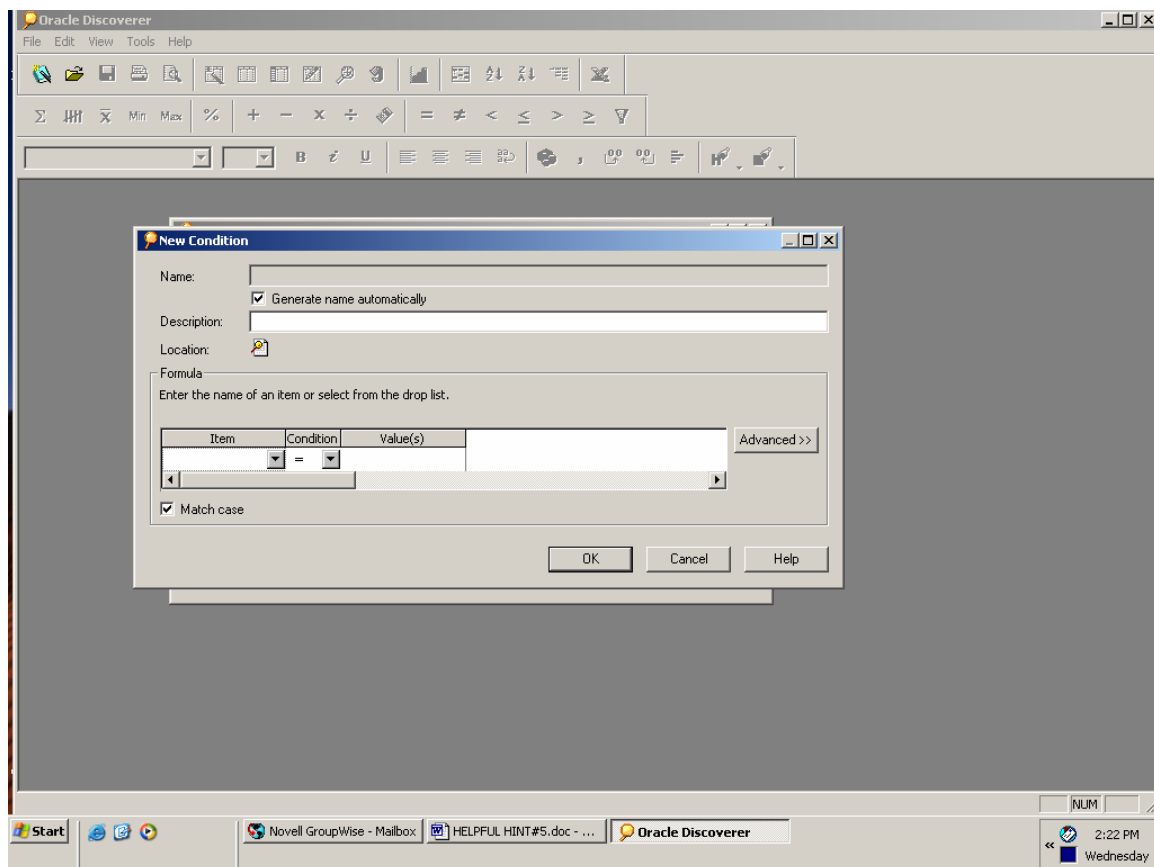 Oracle Discoverer
File Edit View Tools Help
Σ X Min Max % + − × ÷ = ≠ < ≤ > ≥
B i U ,
New Condition
Name:
Generate name automatically
Description:
Location:
Formula
Enter the name of an item or select from the drop list.
Item Condition Value(s)
=
Advanced >>
Match case
OK Cancel Help
NUM
Start Novell GroupWise - Mailbox HELPFUL HINT#5.doc - ... Oracle Discoverer « 2:22 PM
Wednesday